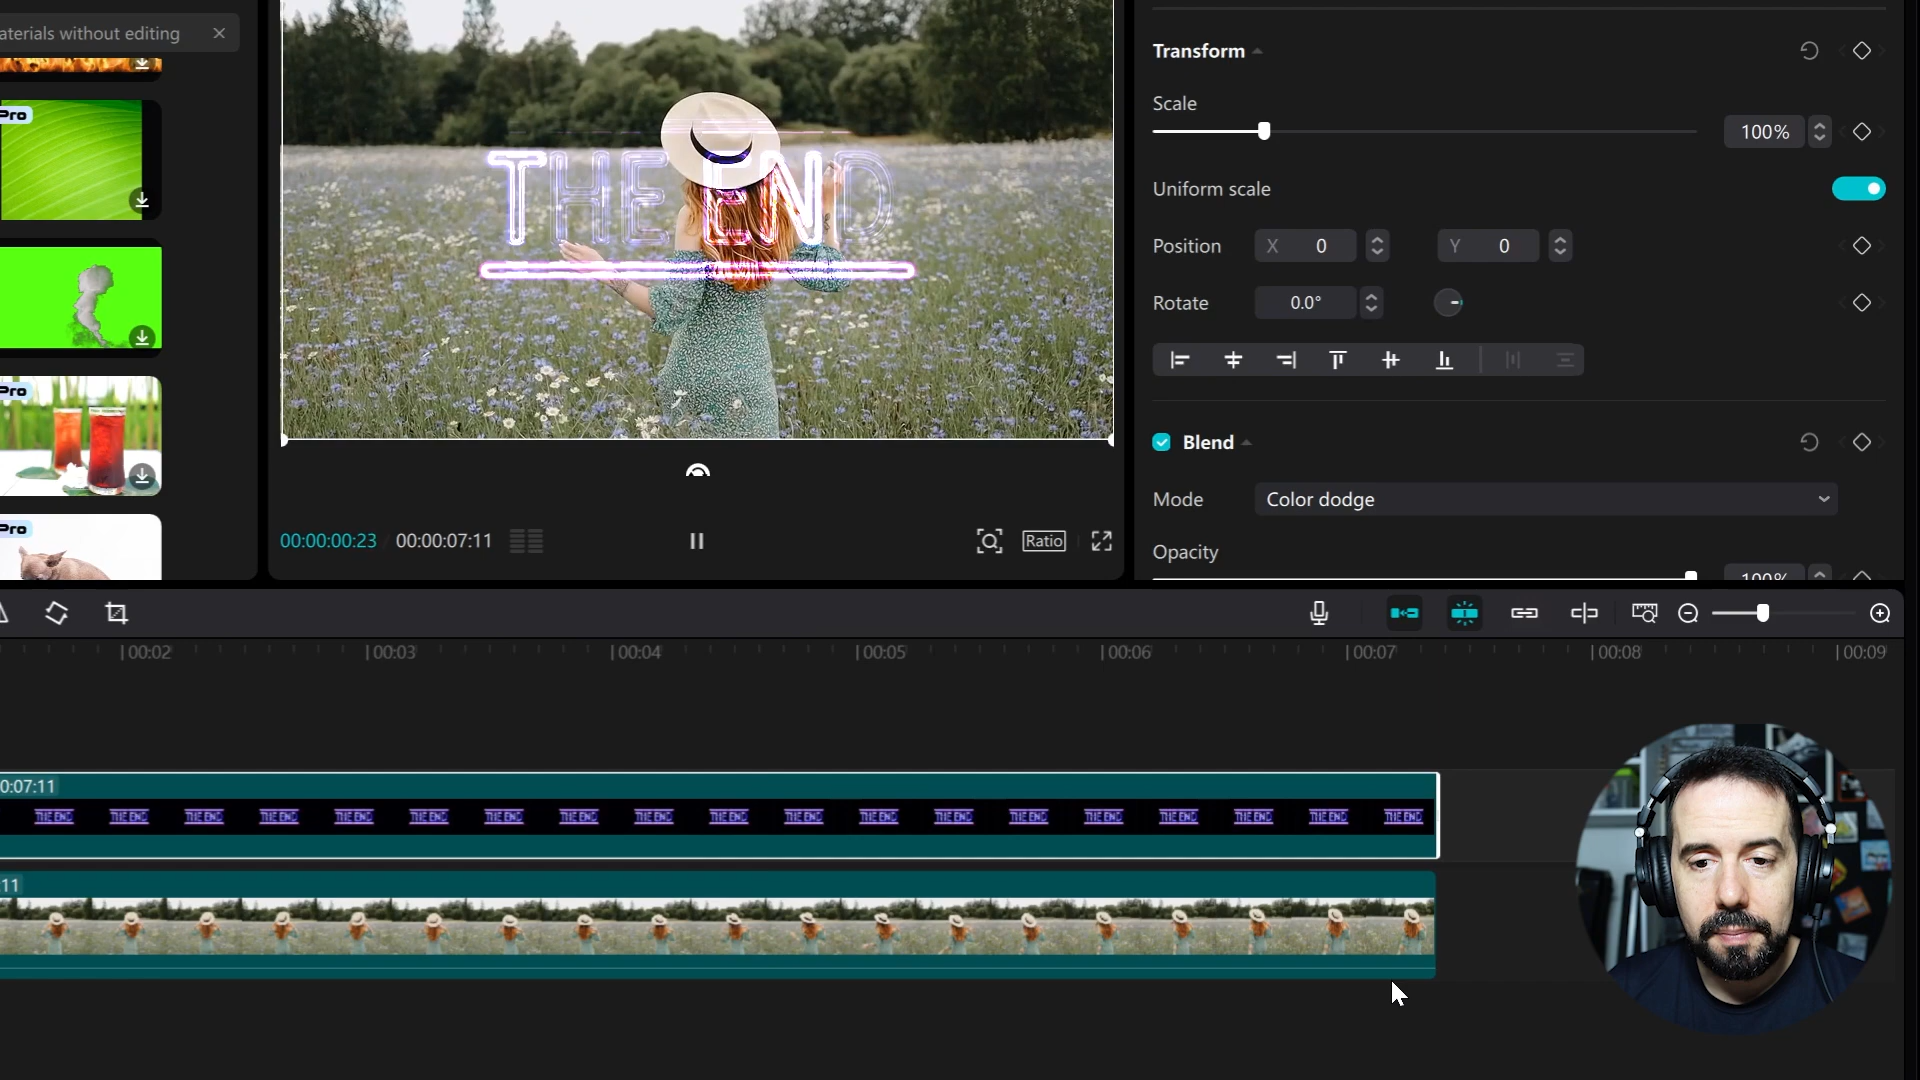 aterials without editing
Pro
Pro
Pro
THE END
00:00:00:23 00:00:07:11
Ratio
Transform
Scale
100%
Uniform scale
Position X 0 Y 0
Rotate 0.0°
Blend
Mode Color dodge
Opacity
100%
00:02 00:03 00:04 00:05 00:06 00:07 00:08 00:09
0:07:11
THE END THE END THE END THE END THE END THE END THE END THE END THE END THE END THE END THE END THE END THE END THE END THE END THE END THE END THE END
:11